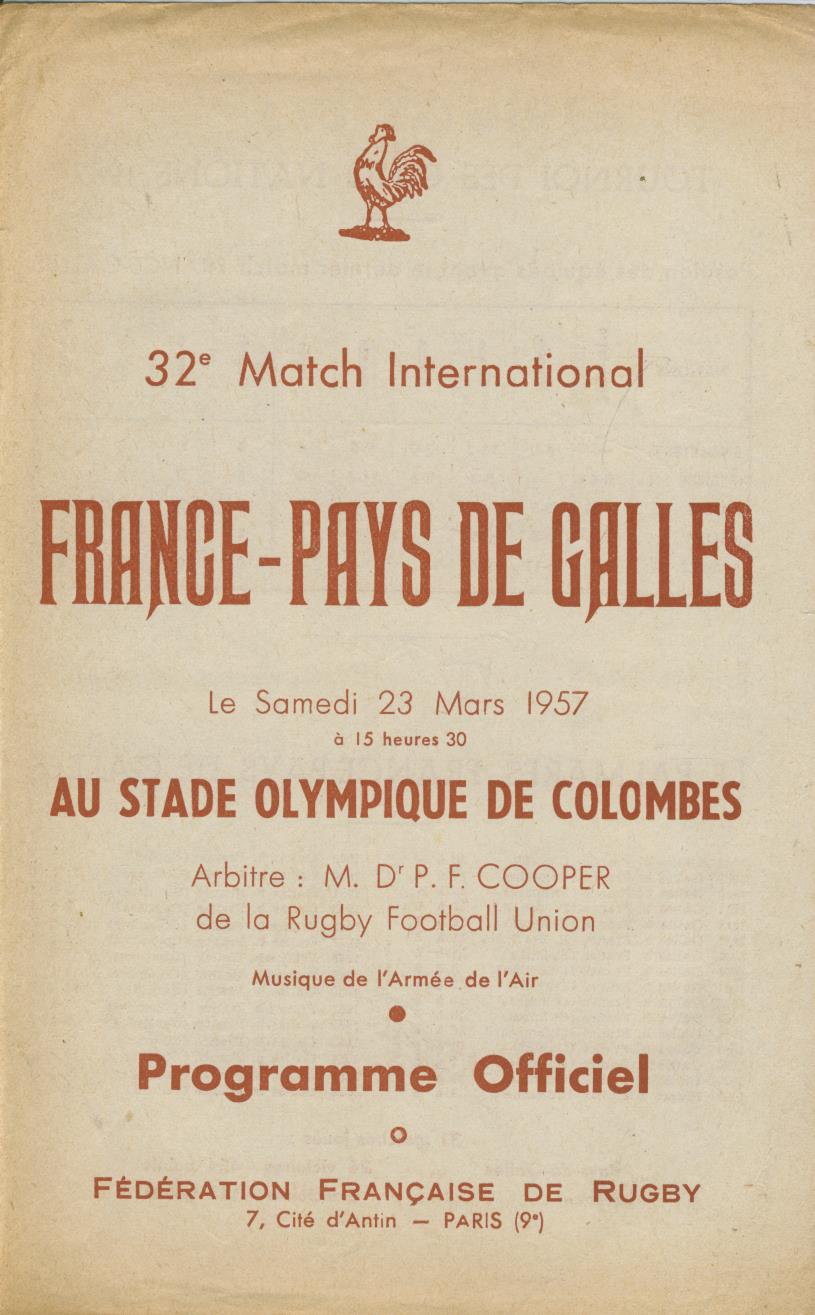 32e Match International
FRANCE-PAYS DE GALLES
Le Samedi 23 Mars 1957
à 15 heures 30
AU STADE OLYMPIQUE DE COLOMBES
Arbitre : M. Dr P. F. COOPER
de la Rugby Football Union
Musique de l'Armée de l'Air
Programme Officiel
FÉDÉRATION FRANÇAISE DE RUGBY
7, Cité d'Antin — PARIS (9e)